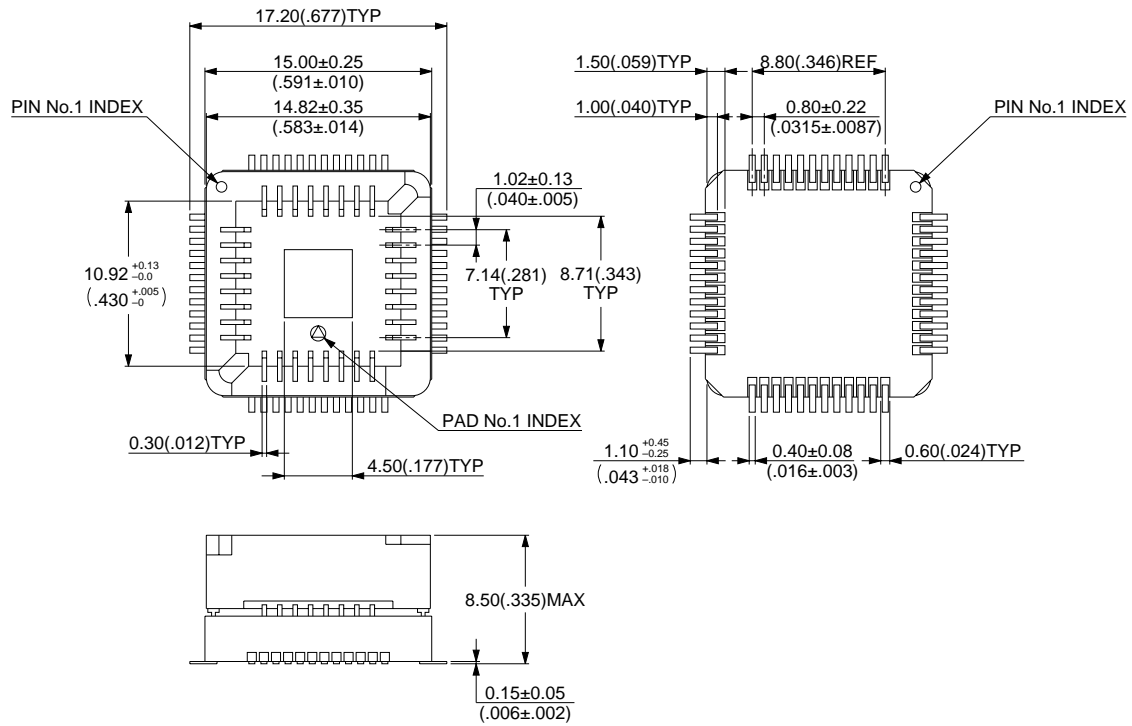 17.20(.677)TYP
15.00±0.25
(.591±.010)
PIN No.1 INDEX
14.82±0.35
(.583±.014)
1.02±0.13
(.040±.005)
10.92 +0.13 –0.0
(.430 +.005 –0)
7.14(.281)
TYP
8.71(.343)
TYP
PAD No.1 INDEX
0.30(.012)TYP
4.50(.177)TYP
1.50(.059)TYP
8.80(.346)REF
1.00(.040)TYP
0.80±0.22
(.0315±.0087)
PIN No.1 INDEX
1.10 +0.45 –0.25
(.043 +.018 –.010)
0.40±0.08
(.016±.003)
0.60(.024)TYP
8.50(.335)MAX
0.15±0.05
(.006±.002)